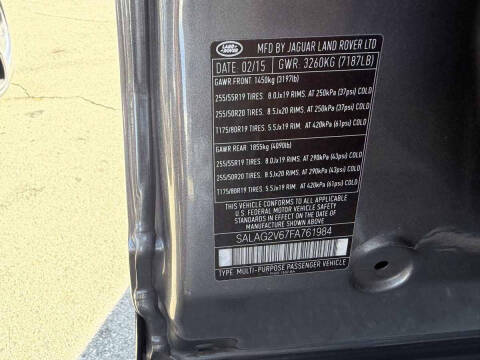 LAND ROVER
MFD BY JAGUAR LAND ROVER LTD
DATE: 02/15 GWR. 3260KG (7187LB)
GAWR FRONT 1450kg (3197lb)
255/55R19 TIRES. 8.0Jx19 RIMS. AT 250kPa (37psi) COLD
255/50R20 TIRES. 8.5Jx20 RIMS. AT 250kPa (37psi) COLD
T175/80R19 TIRES. 5.5Jx19 RIM. AT 420kPa (61psi) COLD
GAWR REAR 1855kg (4090lb)
255/55R19 TIRES. 8.0Jx19 RIMS. AT 290kPa (43psi) COLD
255/50R20 TIRES. 8.5Jx20 RIMS. AT 290kPa (43psi) COLD
T175/80R19 TIRES. 5.5Jx19 RIM. AT 420kPa (61psi) COLD
THIS VEHICLE CONFORMS TO ALL APPLICABLE
U.S. FEDERAL MOTOR VEHICLE SAFETY
STANDARDS IN EFFECT ON THE DATE OF
MANUFACTURE SHOWN ABOVE
SALAG2V67FA761984
TYPE: MULTI-PURPOSE PASSENGER VEHICLE